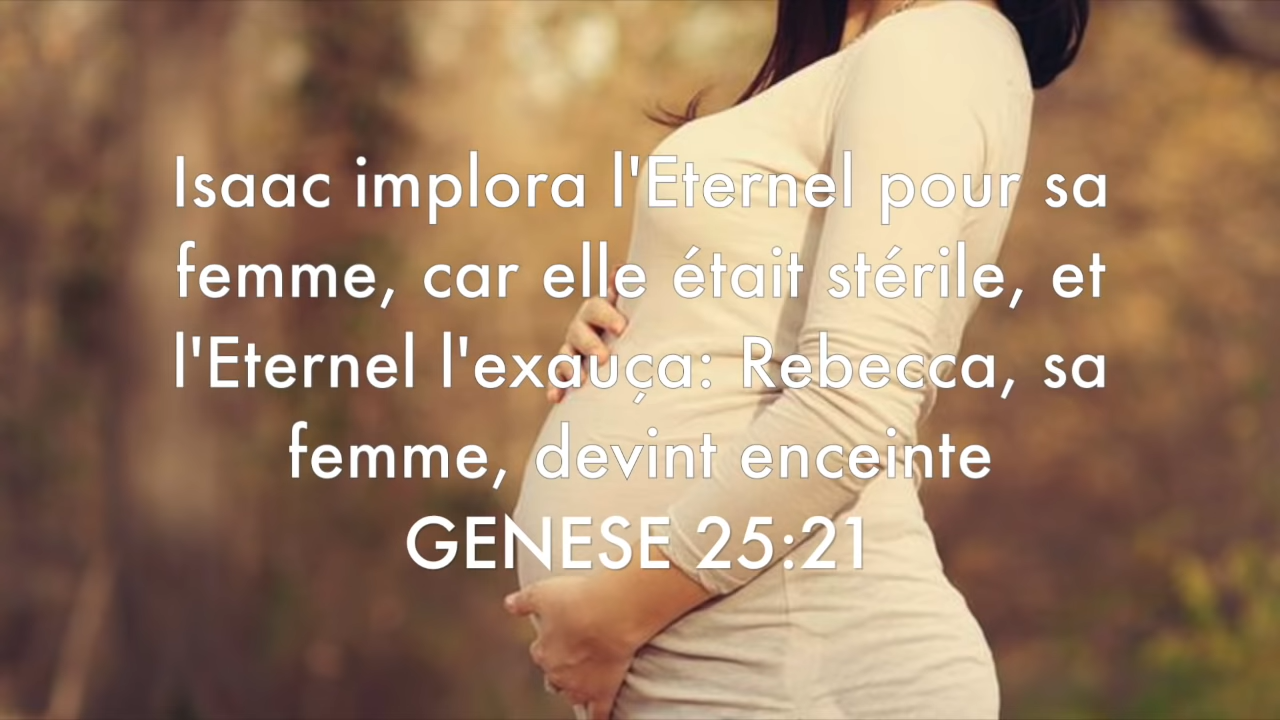 Isaac implora l'Eternel pour sa
femme, car elle était stérile, et
l'Eternel l'exauça: Rebecca, sa
femme, devint enceinte
GENESE 25:21